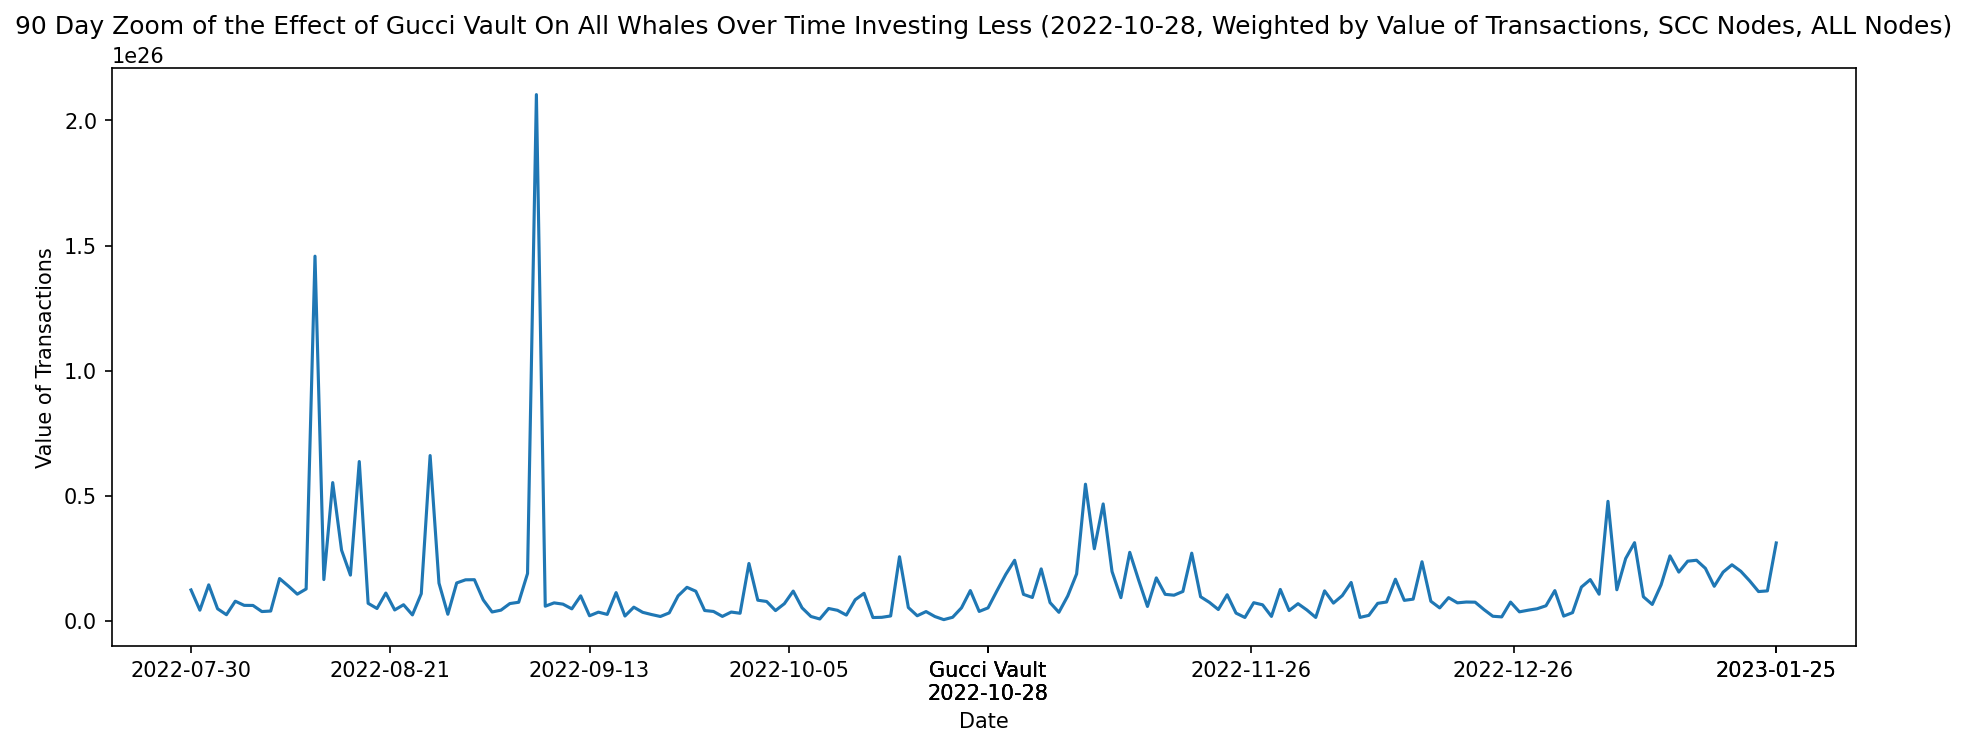 90 Day Zoom of the Effect of Gucci Vault On All Whales Over Time Investing Less (2022-10-28, Weighted by Value of Transactions, SCC Nodes, ALL Nodes)
1e26
2.0
1.5
1.0
0.5
0.0
Value of Transactions
2022-07-30 2022-08-21 2022-09-13 2022-10-05 Gucci Vault 2022-11-26 2022-12-26 2023-01-25
2022-10-28
Date